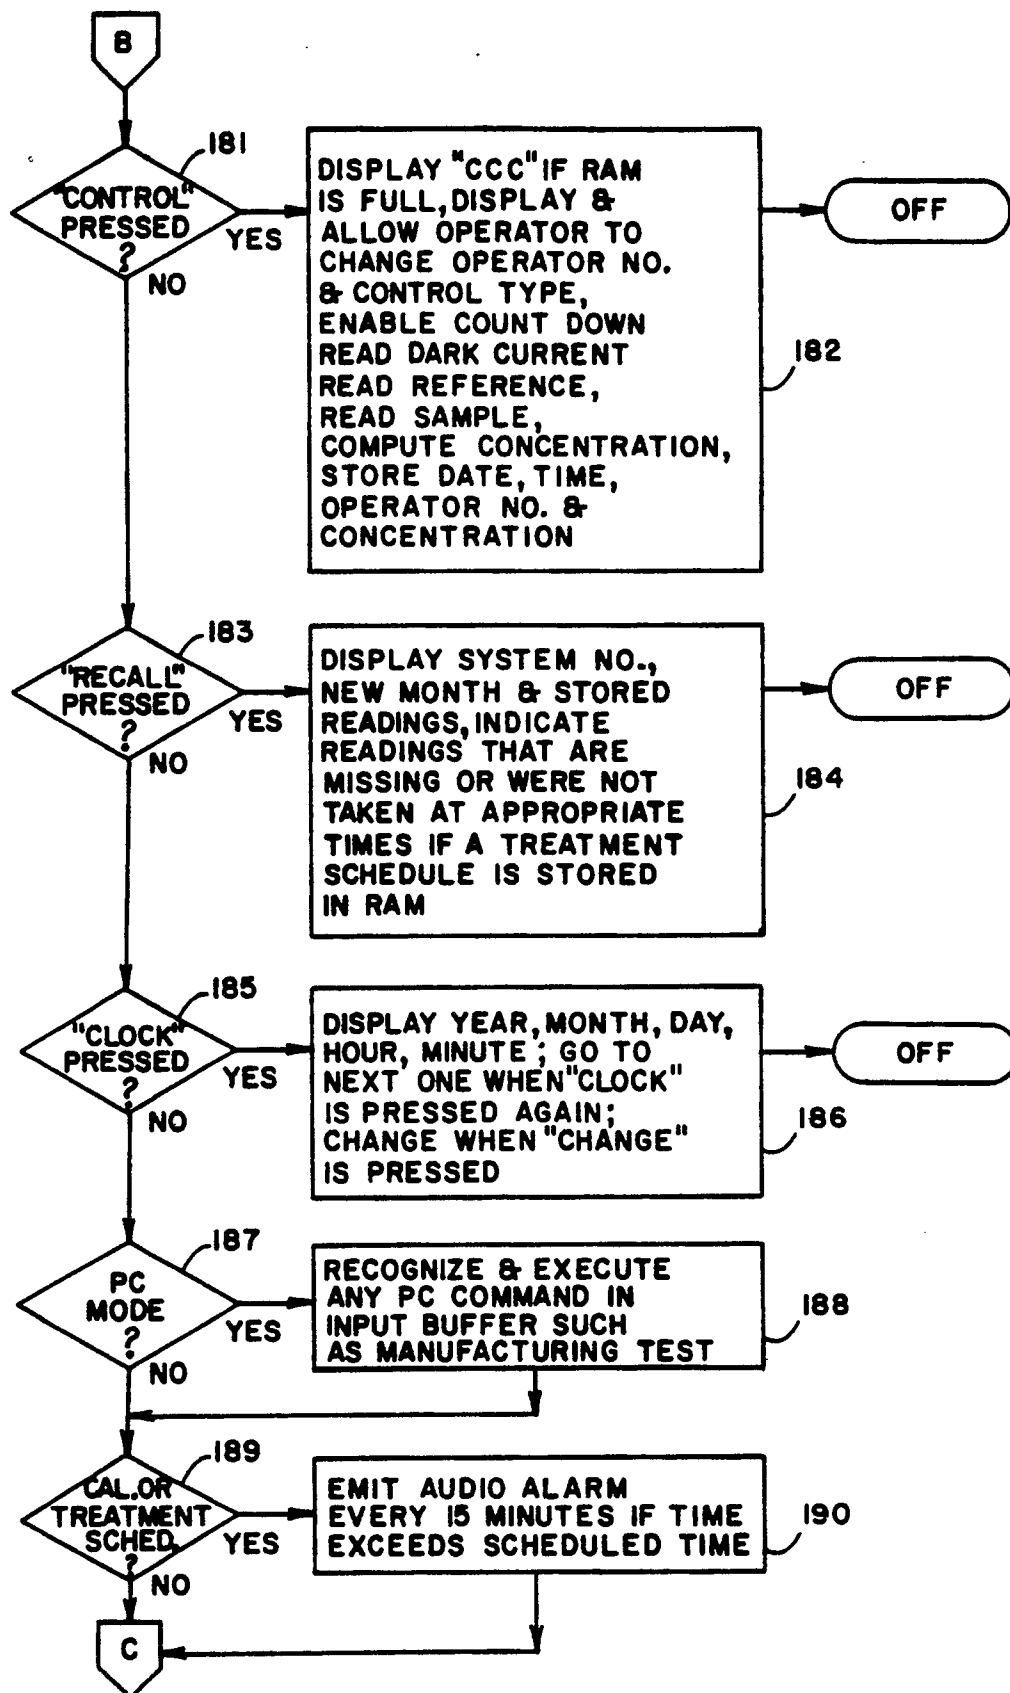 B
181
"CONTROL"
PRESSED
?
YES
NO
DISPLAY "CCC" IF RAM
IS FULL, DISPLAY &
ALLOW OPERATOR TO
CHANGE OPERATOR NO.
& CONTROL TYPE,
ENABLE COUNT DOWN
READ DARK CURRENT
READ REFERENCE,
READ SAMPLE,
COMPUTE CONCENTRATION,
STORE DATE, TIME,
OPERATOR NO. &
CONCENTRATION
182
OFF
183
"RECALL"
PRESSED
?
YES
NO
DISPLAY SYSTEM NO.,
NEW MONTH & STORED
READINGS, INDICATE
READINGS THAT ARE
MISSING OR WERE NOT
TAKEN AT APPROPRIATE
TIMES IF A TREATMENT
SCHEDULE IS STORED
IN RAM
184
OFF
185
"CLOCK"
PRESSED
?
YES
NO
DISPLAY YEAR, MONTH, DAY,
HOUR, MINUTE; GO TO
NEXT ONE WHEN "CLOCK"
IS PRESSED AGAIN;
CHANGE WHEN "CHANGE"
IS PRESSED
186
OFF
187
PC
MODE
?
YES
NO
RECOGNIZE & EXECUTE
ANY PC COMMAND IN
INPUT BUFFER SUCH
AS MANUFACTURING TEST
188
189
CAL. OR
TREATMENT
SCHED.
?
YES
NO
EMIT AUDIO ALARM
EVERY 15 MINUTES IF TIME
EXCEEDS SCHEDULED TIME
190
C